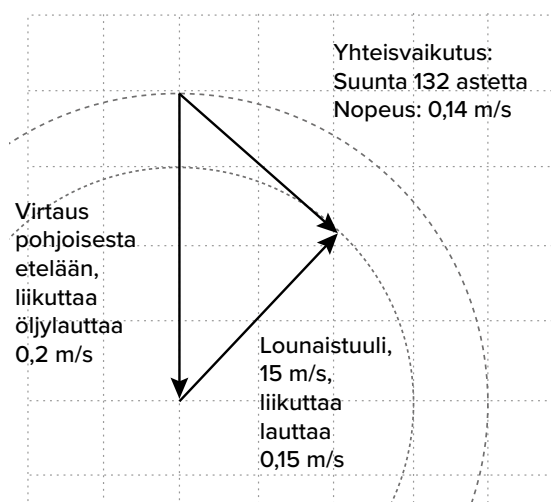 Yhteisvaikutus:
Suunta 132 astetta
Nopeus: 0,14 m/s
Virtaus
pohjoisesta
etelään,
liikuttaa
öljylauttaa
0,2 m/s
Lounaistuuli,
15 m/s,
liikuttaa
lauttaa
0,15 m/s